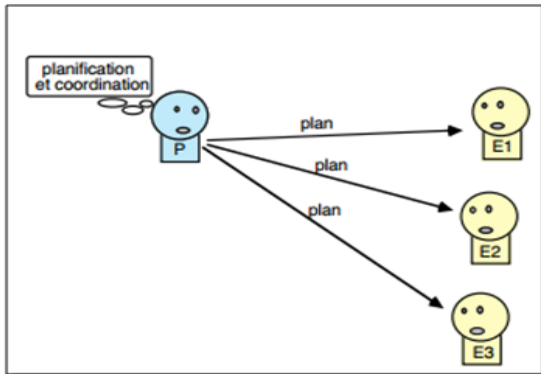 planification
et coordination
P
plan
E1
plan
E2
plan
E3